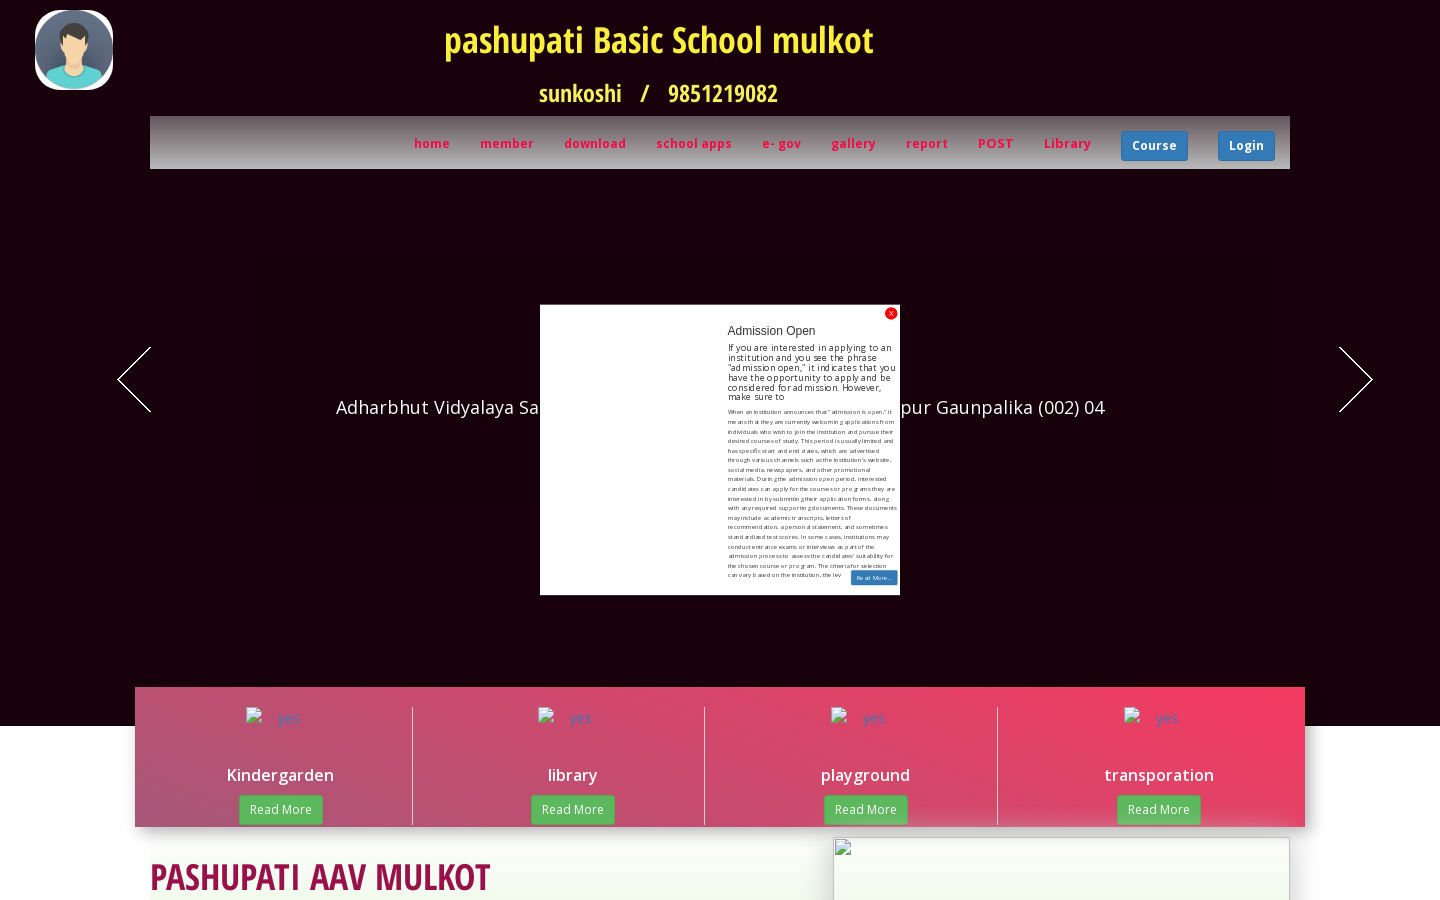 pashupati Basic School mulkot
sunkoshi / 9851219082
home member download school apps e- gov gallery report POST Library Course Login
X
Admission Open
If you are interested in applying to an
institution and you see the phrase
"admission open," it indicates that you
have the opportunity to apply and be
considered for admission. However,
make sure to
When an institution announces that "admission is open," it
means that they are currently welcoming applications from
individuals who wish to join the institution and pursue their
desired courses of study. This period is usually limited and
has specific start and end dates, which are advertised
through various channels such as the institution's website,
social media, newspapers, and other promotional
materials. During the admission open period, interested
candidates can apply for the courses or programs they are
interested in by submitting their application forms, along
with any required supporting documents. These documents
may include academic transcripts, letters of
recommendation, a personal statement, and sometimes
standardized test scores. In some cases, institutions may
conduct entrance exams or interviews as part of the
admission process to assess the candidates' suitability for
the chosen course or program. The criteria for selection
can vary based on the institution, the lev
Read More...
Adharbhut Vidyalaya Sa pur Gaunpalika (002) 04
yes yes yes yes
Kindergarden library playground transporation
Read More Read More Read More Read More
PASHUPATI AAV MULKOT